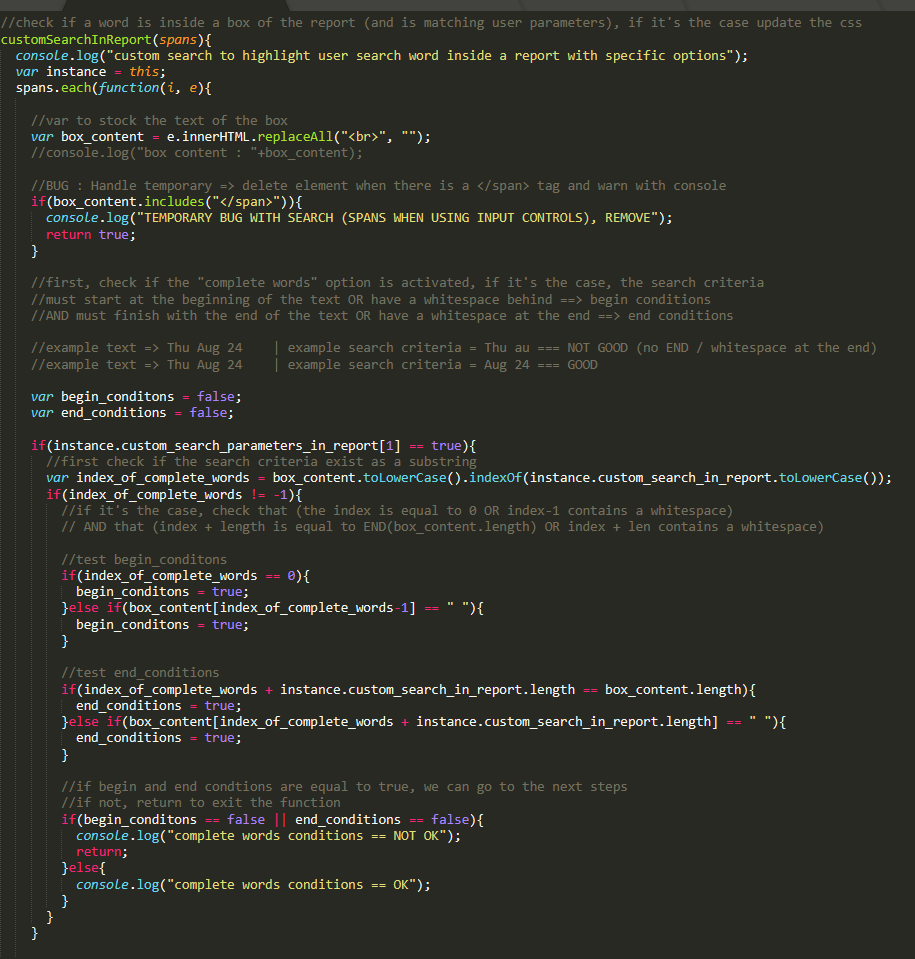 //check if a word is inside a box of the report (and is matching user parameters), if it's the case update the css
customSearchInReport(spans){
console.log("custom search to highlight user search word inside a report with specific options");
var instance = this;
spans.each(function(i, e){
//var to stock the text of the box
var box_content = e.innerHTML.replaceAll("<br>", "");
//console.log("box content : "+box_content);
//BUG : Handle temporary => delete element when there is a </span> tag and warn with console
if(box_content.includes("</span>")){
console.log("TEMPORARY BUG WITH SEARCH (SPANS WHEN USING INPUT CONTROLS), REMOVE");
return true;
}
//first, check if the "complete words" option is activated, if it's the case, the search criteria
//must start at the beginning of the text OR have a whitespace behind ==> begin conditions
//AND must finish with the end of the text OR have a whitespace at the end ==> end conditions
//example text => Thu Aug 24    | example search criteria = Thu au === NOT GOOD (no END / whitespace at the end)
//example text => Thu Aug 24    | example search criteria = Aug 24 === GOOD
var begin_conditons = false;
var end_conditions = false;
if(instance.custom_search_parameters_in_report[1] == true){
//first check if the search criteria exist as a substring
var index_of_complete_words = box_content.toLowerCase().indexOf(instance.custom_search_in_report.toLowerCase());
if(index_of_complete_words != -1){
//if it's the case, check that (the index is equal to 0 OR index-1 contains a whitespace)
// AND that (index + length is equal to END(box_content.length) OR index + len contains a whitespace)
//test begin_conditons
if(index_of_complete_words == 0){
begin_conditons = true;
}else if(box_content[index_of_complete_words-1] == " "){
begin_conditons = true;
}
//test end_conditions
if(index_of_complete_words + instance.custom_search_in_report.length == box_content.length){
end_conditions = true;
}else if(box_content[index_of_complete_words + instance.custom_search_in_report.length] == " "){
end_conditions = true;
}
//if begin and end condtions are equal to true, we can go to the next steps
//if not, return to exit the function
if(begin_conditons == false || end_conditions == false){
console.log("complete words conditions == NOT OK");
return;
}else{
console.log("complete words conditions == OK");
}
}
}